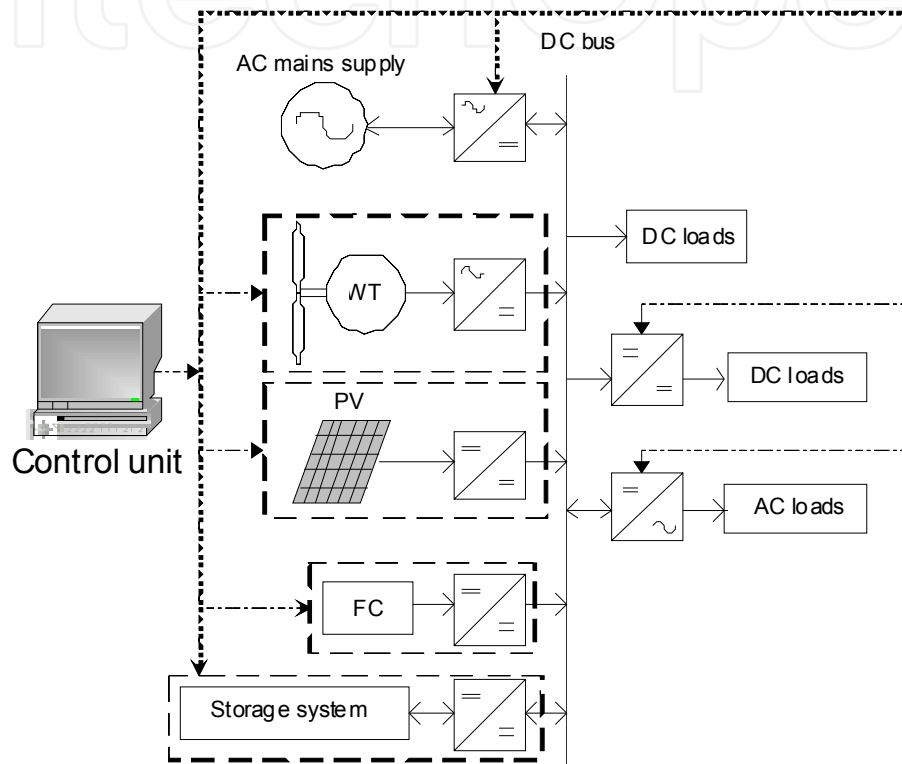 DC bus
AC mains supply
DC loads
WT
DC loads
PV
Control unit
AC loads
FC
Storage system